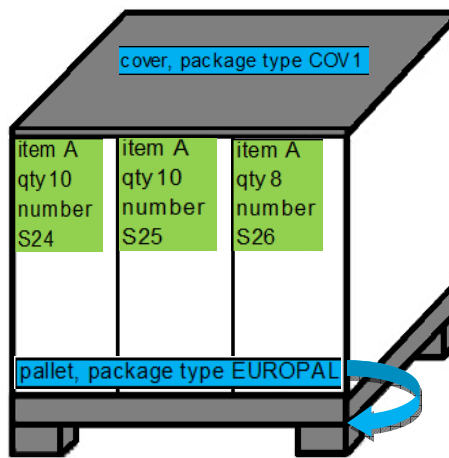 cover, package type COV1
item A
qty 10
number
S24
item A
qty 10
number
S25
item A
qty 8
number
S26
pallet, package type EUROPAL